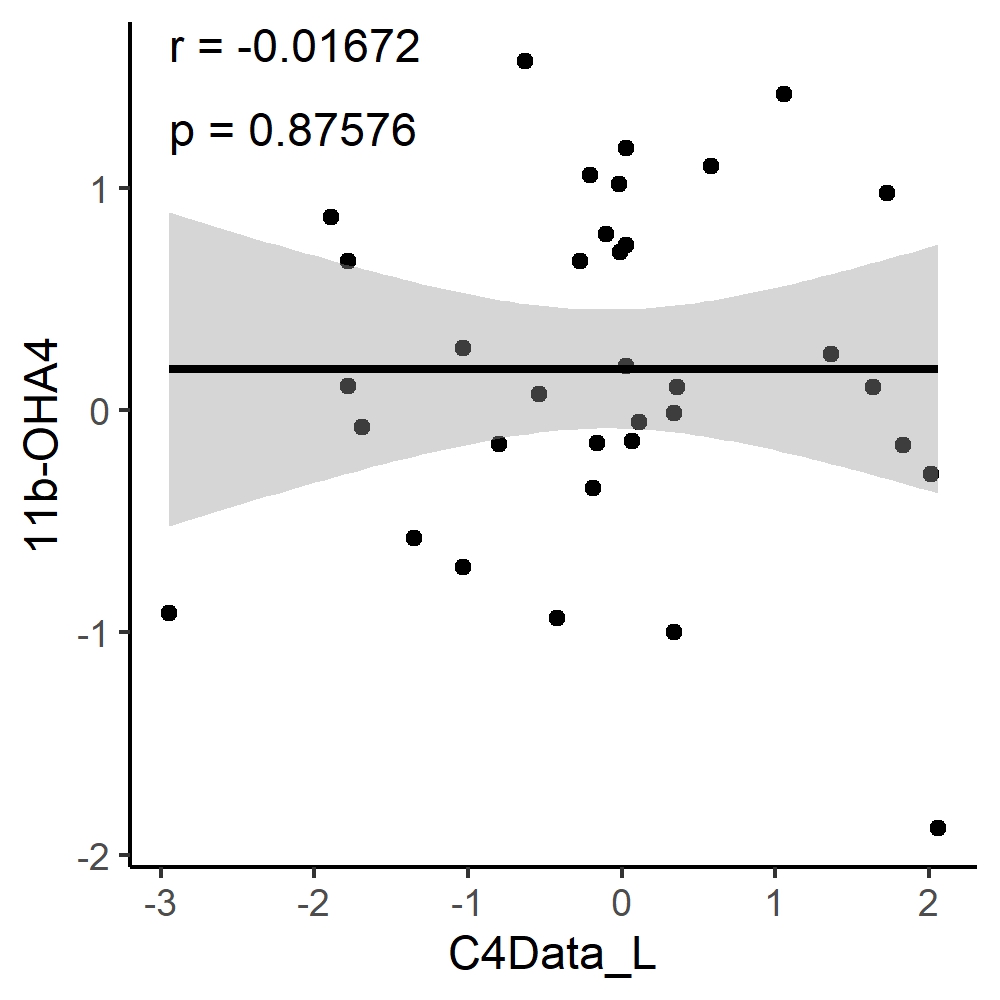 r = -0.01672
p = 0.87576
11b-OHA4
1
0
-1
-2
-3 -2 -1 0 1 2
C4Data_L